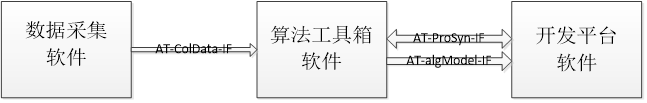 数据采集
软件
AT-ColData-IF
算法工具箱
软件
AT-ProSyn-IF
AT-algModel-IF
开发平台
软件